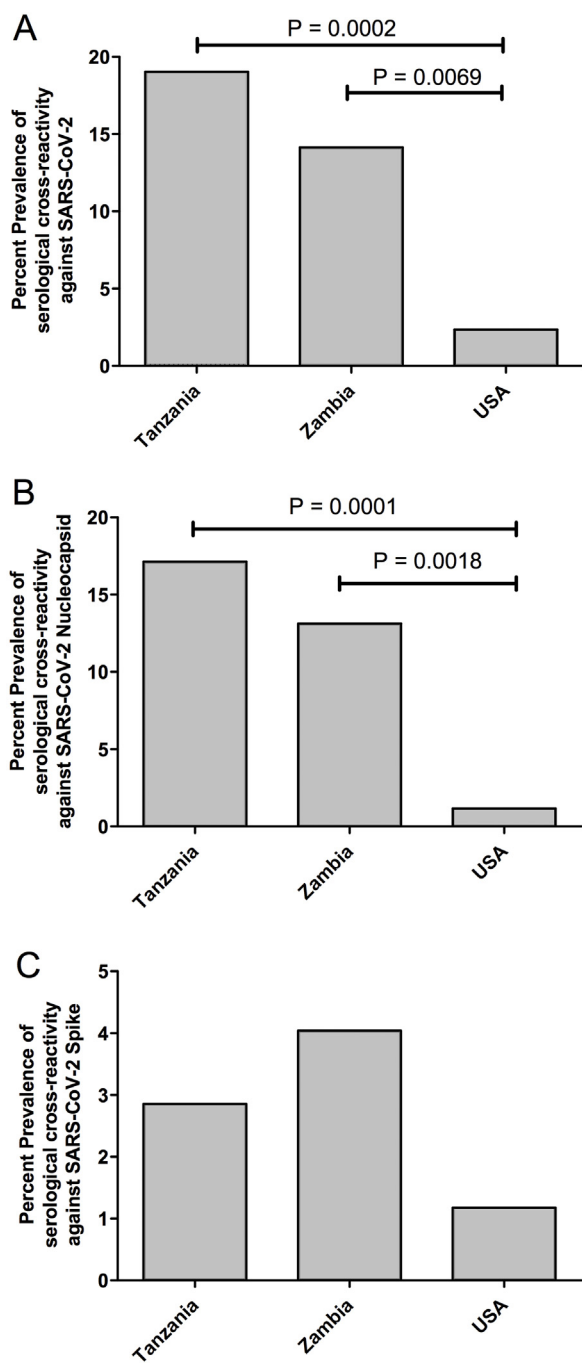 A
P = 0.0002
P = 0.0069
Percent Prevalence of
serological cross-reactivity
against SARS-CoV-2
20
15
10
5
0
Tanzania
Zambia
USA
B
P = 0.0001
P = 0.0018
Percent Prevalence of
serological cross-reactivity
against SARS-CoV-2 Nucleocapsid
20
15
10
5
0
Tanzania
Zambia
USA
C
Percent Prevalence of
serological cross-reactivity
against SARS-CoV-2 Spike
5
4
3
2
1
0
Tanzania
Zambia
USA